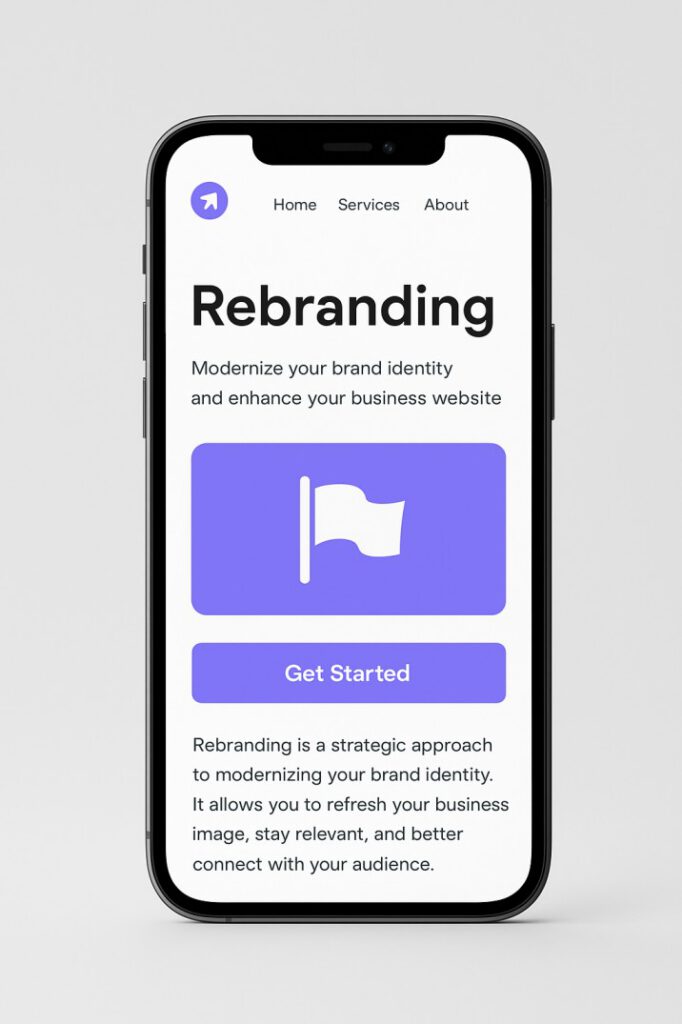 Home Services About
Rebranding
Modernize your brand identity
and enhance your business website
Get Started
Rebranding is a strategic approach
to modernizing your brand identity.
It allows you to refresh your business
image, stay relevant, and better
connect with your audience.